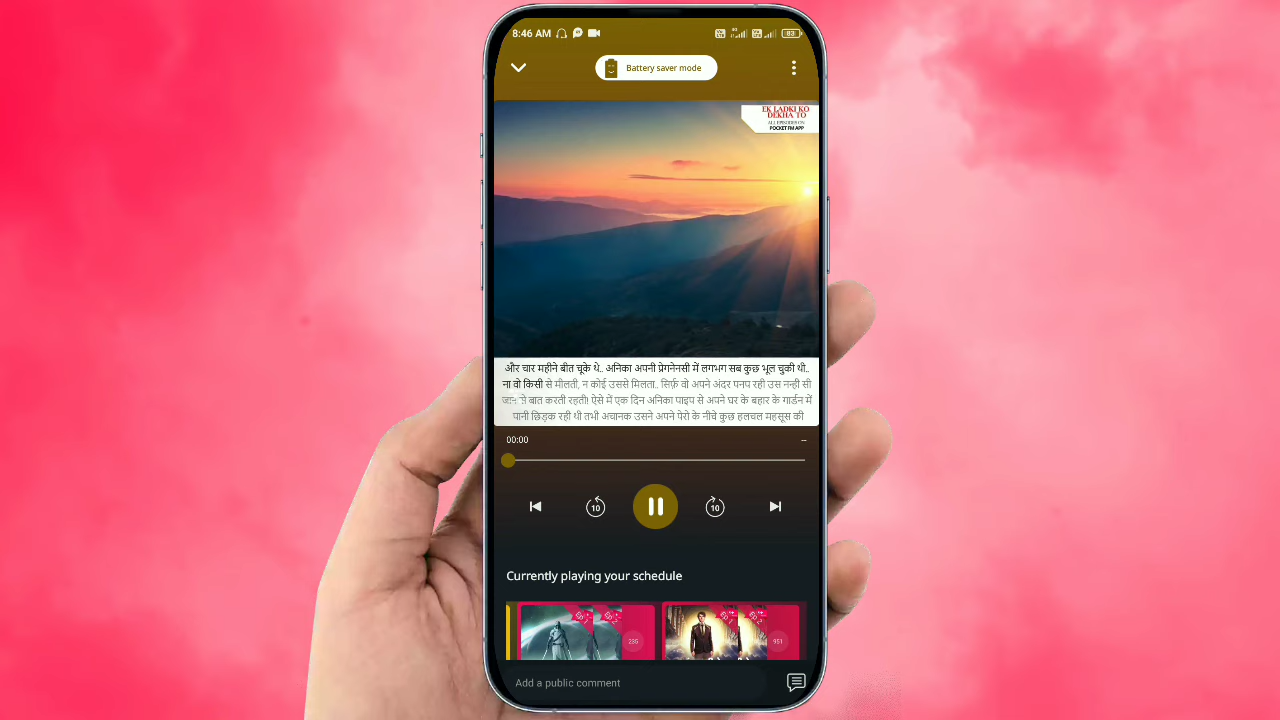 8:46 AM
83
Battery saver mode
EK LADKI KO
DEKHA TO
ALL EPISODES ON
POCKET FM APP
और चार महीने बीत चूके थे.. अनिका अपनी प्रेगनेनसी में लगभग सब कुछ भूल चुकी थी..
ना वो किसी से मीलती, न कोई उससे मिलता.. सिर्फ़ वो अपने अंदर पनप रही उस नन्ही सी
से बात करती रहती!! ऐसे में एक दिन अनिका पाइप से अपने घर के बहार के गार्डन में
पानी छिड़क रही थी तभी अचानक उसने अपने पेरो के नीचे कुछ हलचल महसूस की
00:00
--
10
10
Currently playing your schedule
235
951
Add a public comment